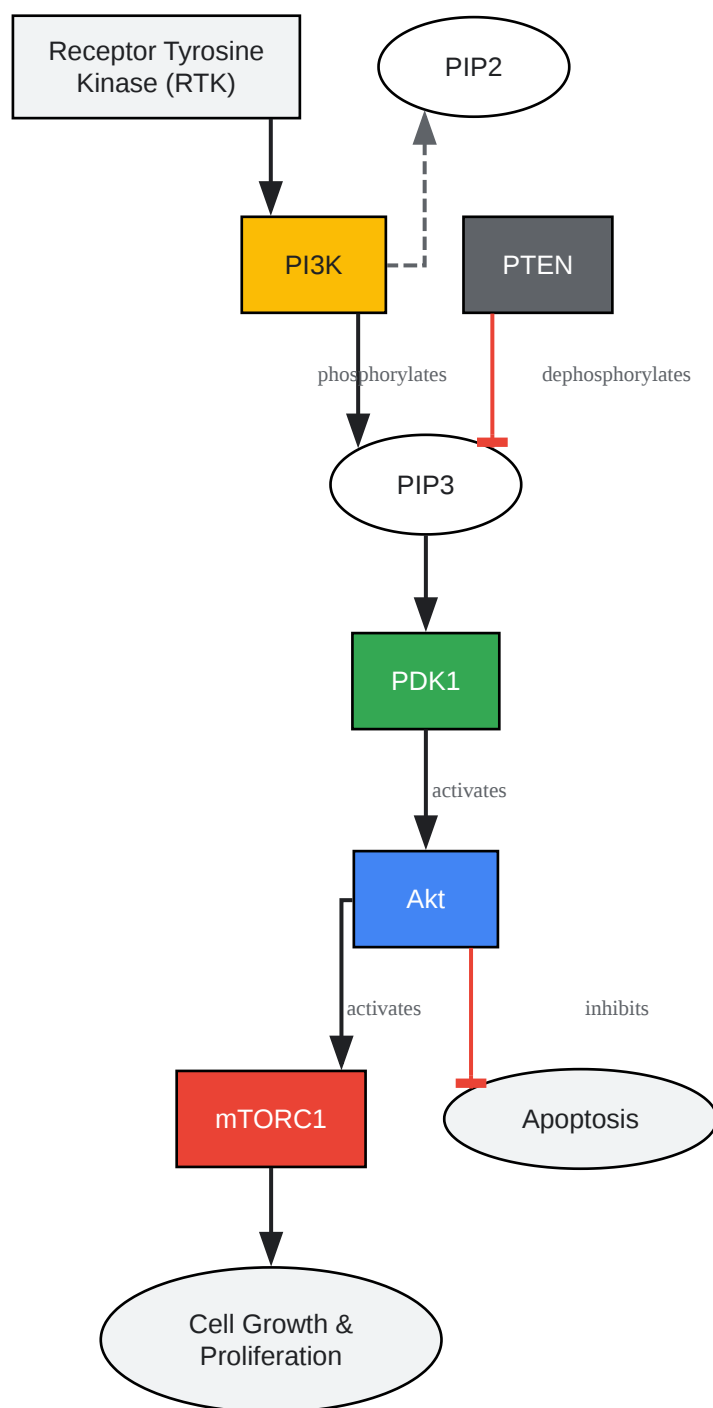 Receptor Tyrosine
Kinase (RTK)
PIP2
PI3K
PTEN
phosphorylates
dephosphorylates
PIP3
PDK1
activates
Akt
activates
inhibits
mTORC1
Apoptosis
Cell Growth &
Proliferation